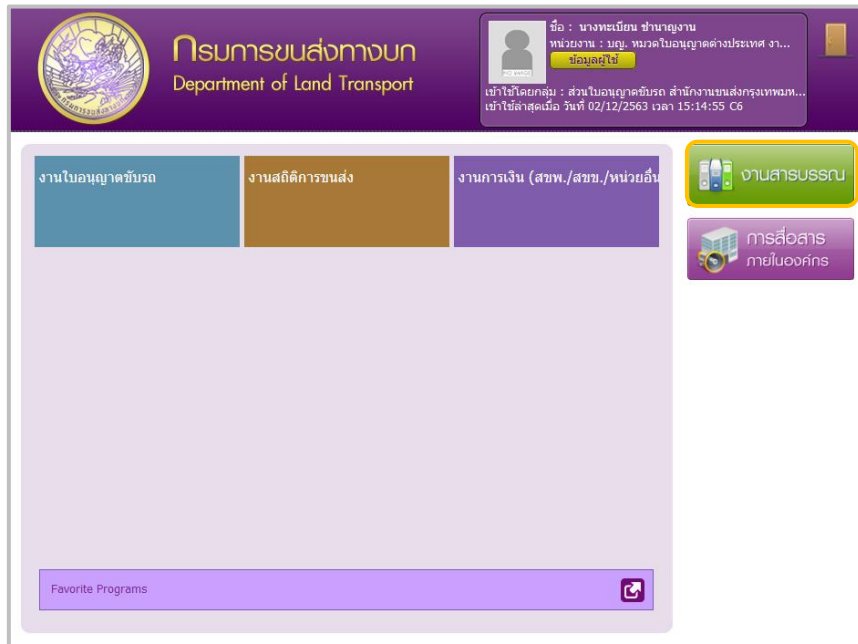 กรมการขนส่งทางบก
Department of Land Transport
ชื่อ : นางทะเบียน ชำนาญงาน
หน่วยงาน : บญ. หมวดใบอนุญาตต่างประเทศ งา...
ข้อมูลผู้ใช้
เข้าใช้โดยกลุ่ม : ส่วนใบอนุญาตขับรถ สำนักงานขนส่งกรุงเทพมห...
เข้าใช้ล่าสุดเมื่อ วันที่ 02/12/2563 เวลา 15:14:55 C6
งานใบอนุญาตขับรถ
งานสถิติการขนส่ง
งานการเงิน (สขพ./สขข./หน่วยอื่น
งานสารบรรณ
การสื่อสาร
ภายในองค์กร
Favorite Programs